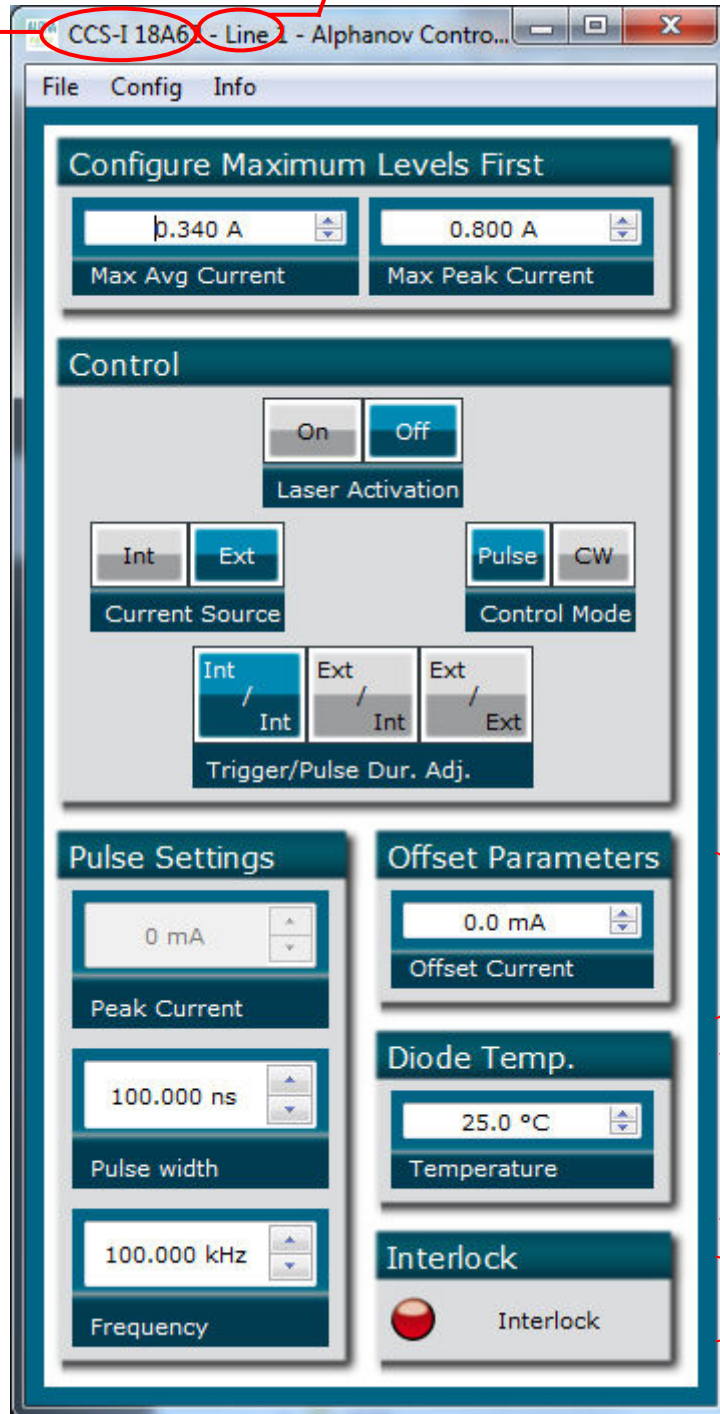 CCS-I 18A61 - Line 1 - Alphanov Contro...
File Config Info
Configure Maximum Levels First
0.340 A
0.800 A
Max Avg Current
Max Peak Current
Control
On Off
Laser Activation
Int Ext
Current Source
Pulse CW
Control Mode
Int / Int
Ext / Int
Ext / Ext
Trigger/Pulse Dur. Adj.
Pulse Settings
0 mA
Peak Current
100.000 ns
Pulse width
100.000 kHz
Frequency
Offset Parameters
0.0 mA
Offset Current
Diode Temp.
25.0 °C
Temperature
Interlock
Interlock